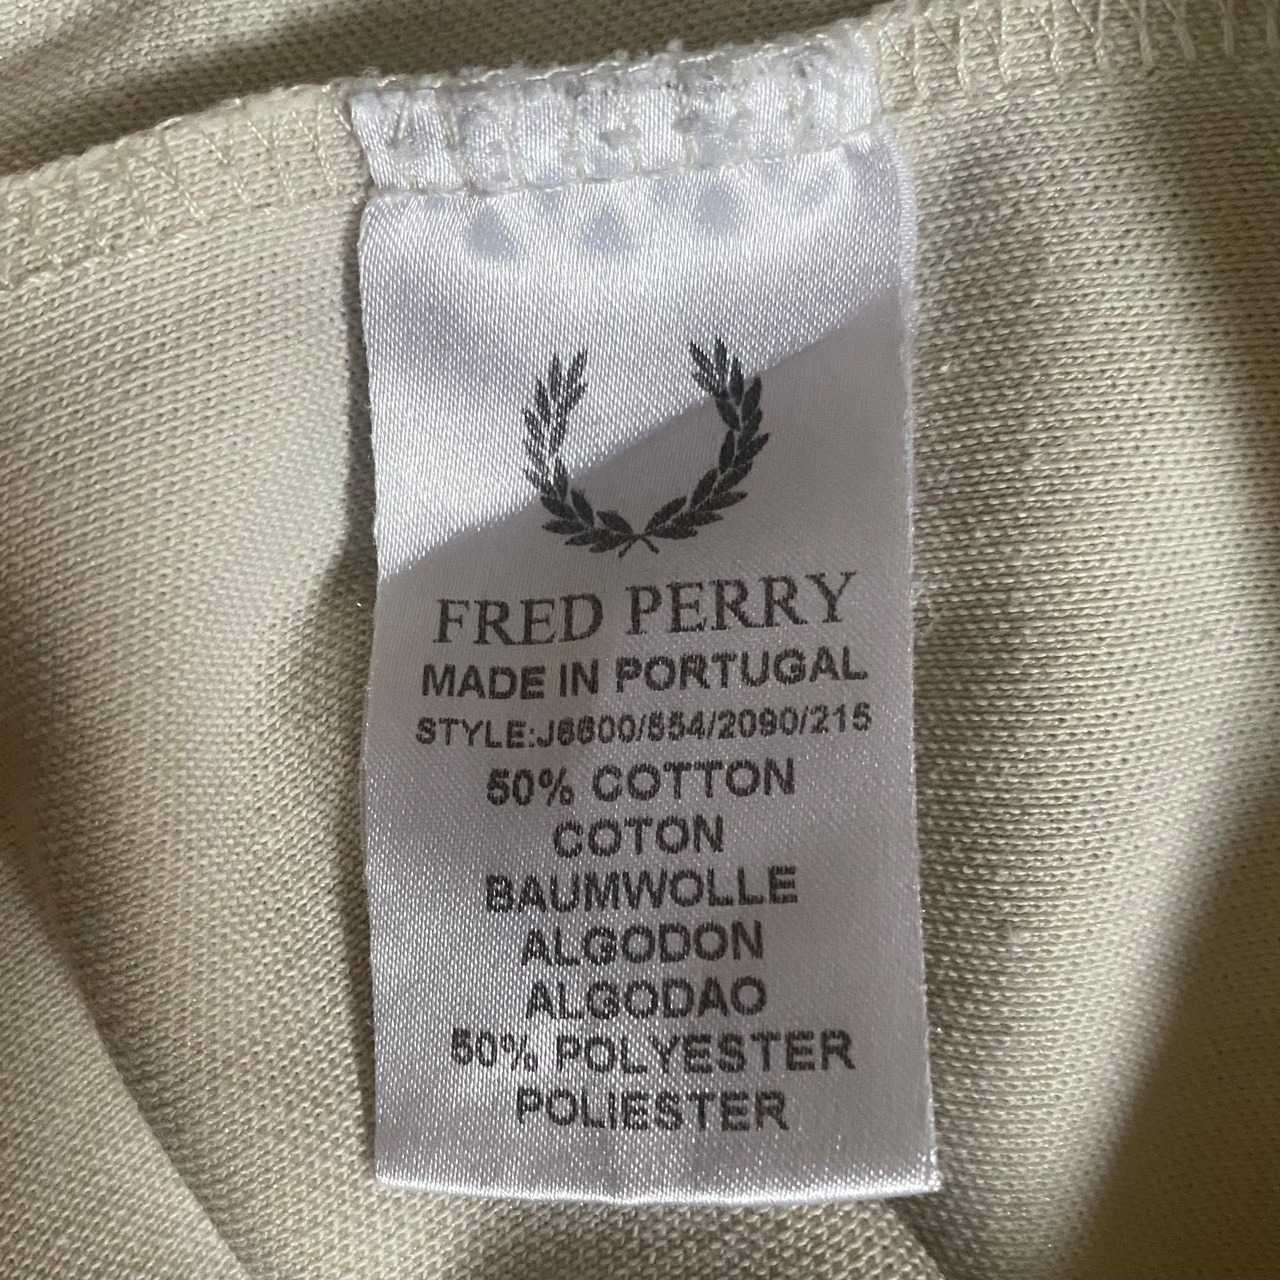 FRED PERRY
MADE IN PORTUGAL
STYLE:J6600/554/2090/215
50% COTTON
COTON
BAUMWOLLE
ALGODON
ALGODAO
50% POLYESTER
POLIESTER